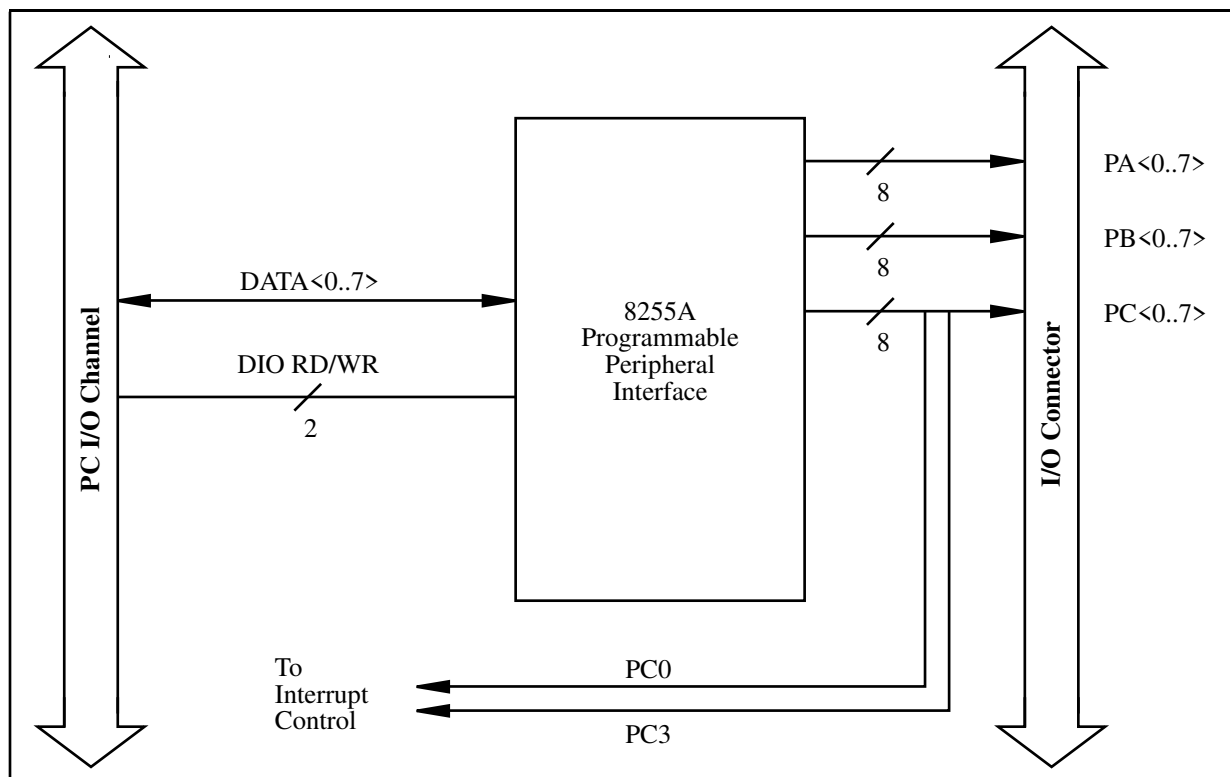 PC I/O Channel
DATA<0..7>
DIO RD/WR
2
8255A
Programmable
Peripheral
Interface
8
8
8
PA<0..7>
PB<0..7>
PC<0..7>
I/O Connector
To
Interrupt
Control
PC0
PC3